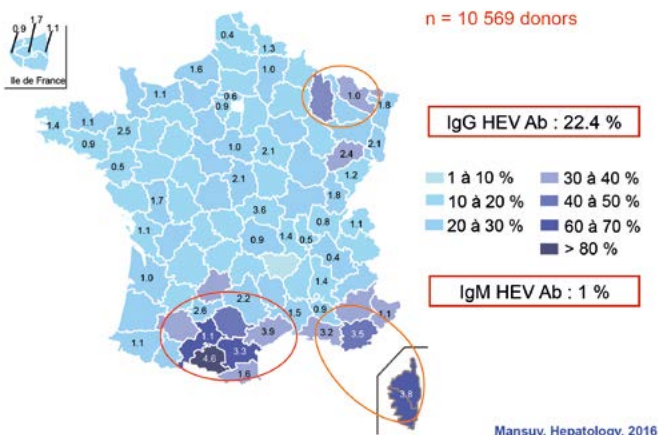 n = 10 569 donors
0.9 1.7 1.1
Ile de France
0.4
1.3
1.6 1.0
1.0
1.1 0.6
0.9
1.8
1.4 1.1
2.5
0.9
1.0 2.1
2.4 2.1
0.5
1.2
2.1
1.8
1.7
3.6
0.8 1.1
1.1
0.9 1.4 0.5
0.4
1.0
1.4
2.2
2.6 1.5 0.9
1.1
1.1 1.1 3.9 3.2 3.5
4.6 3.3
1.6
3.8
IgG HEV Ab : 22.4 %
1 à 10 %
10 à 20 %
20 à 30 %
30 à 40 %
40 à 50 %
60 à 70 %
> 80 %
IgM HEV Ab : 1 %
Mansuy, Hepatology, 2016